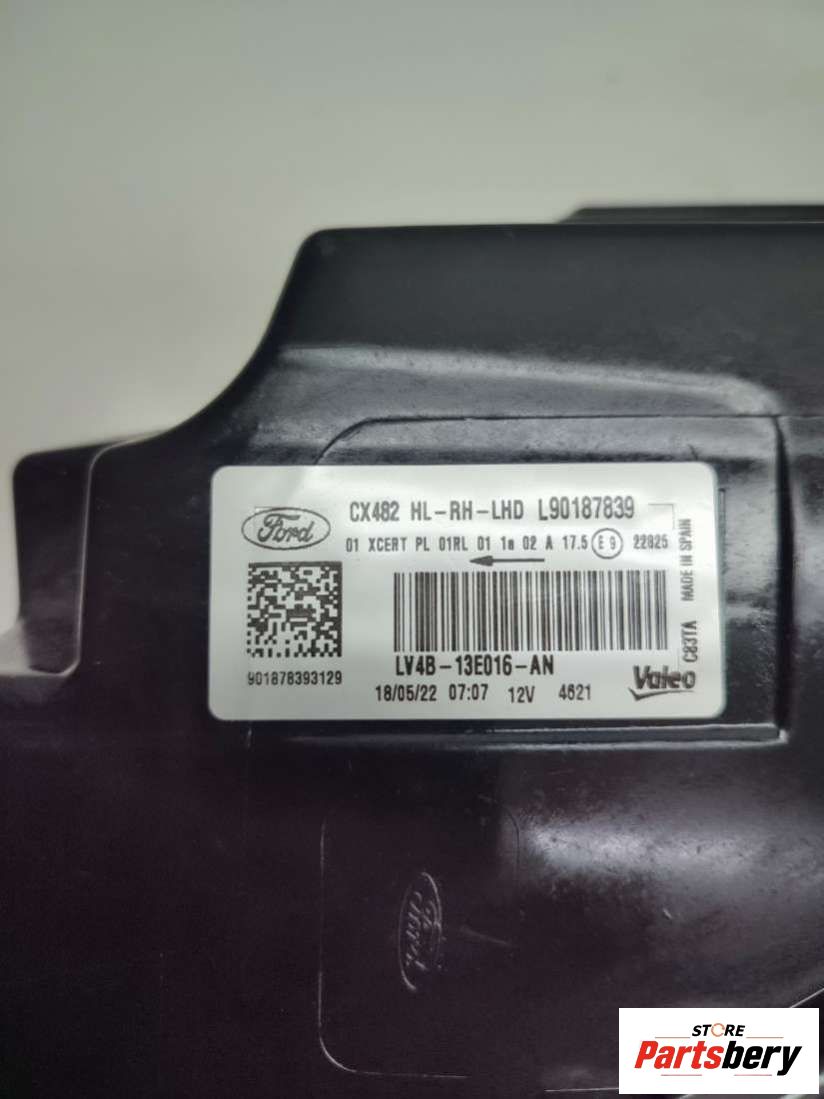 Ford
CX482 HL-RH-LHD L90187839
01 XCERT PL 01RL 01 1a 02 A 17.5 E9 22825
MADE IN SPAIN
C83TA
LV4B-13E016-AN
901878393129
18/05/22 07:07 12V 4621
Valeo
Ford
STORE
Partsbery